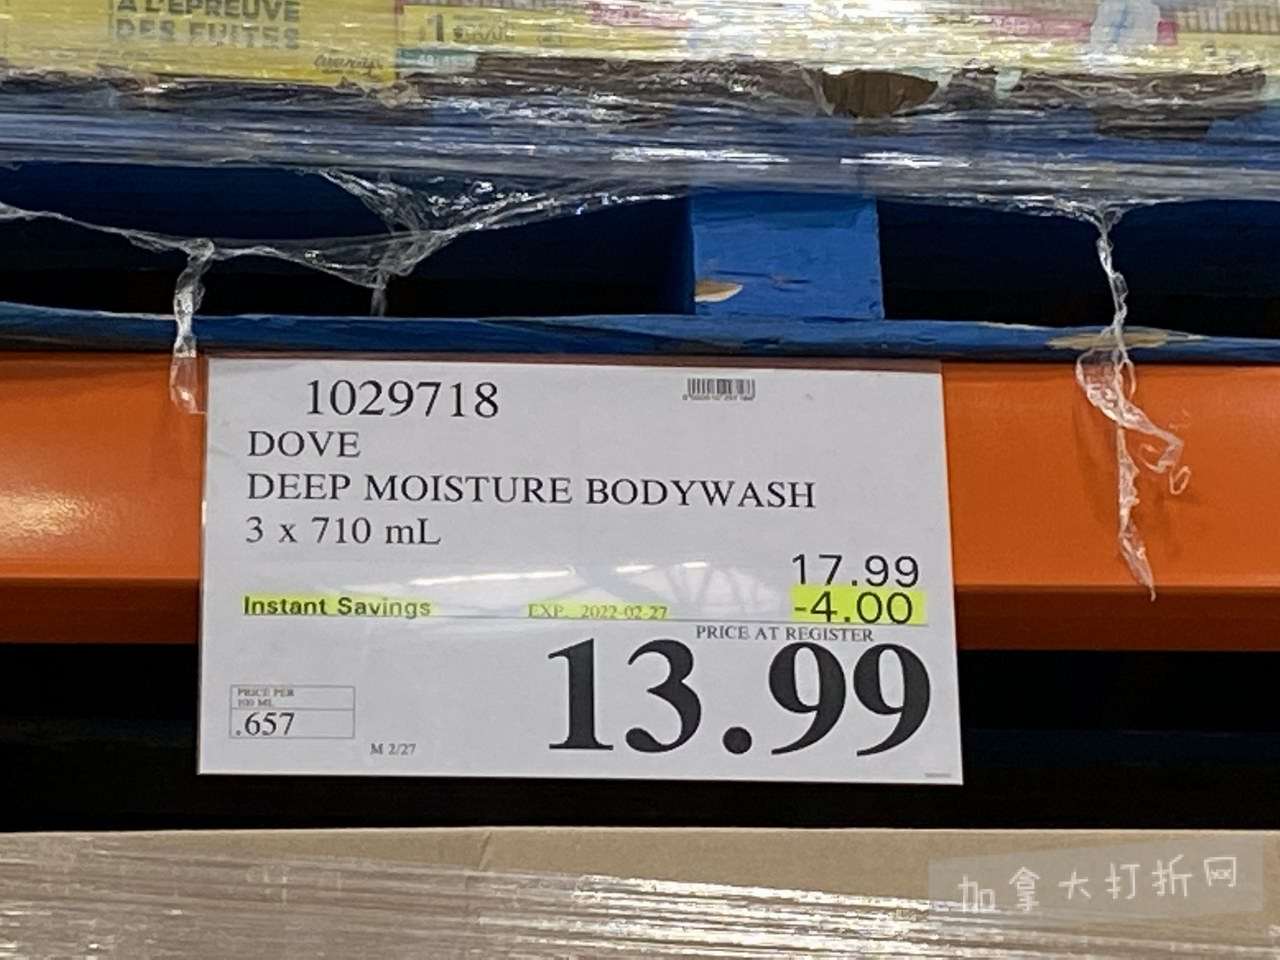 À L'ÉPREUVE
DES FUITES
1029718
DOVE
DEEP MOISTURE BODYWASH
3 x 710 mL
17.99
Instant Savings EXP. 2022-02-27 -4.00
PRICE AT REGISTER
13.99
PRICE PER
100 ML
.657
M 2/27
加拿大打折网